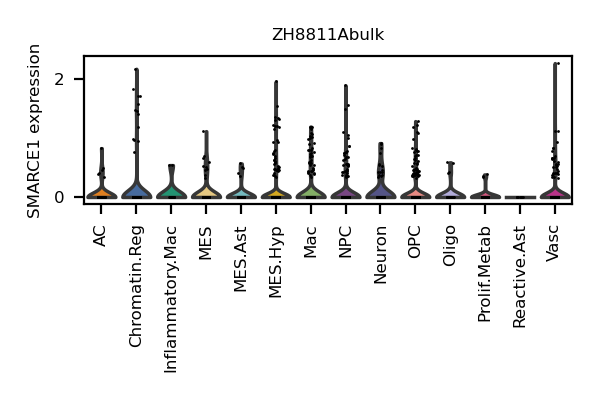 ZH8811Abulk
SMARCE1 expression
2
0
AC
Chromatin.Reg
Inflammatory.Mac
MES
MES.Ast
MES.Hyp
Mac
NPC
Neuron
OPC
Oligo
Prolif.Metab
Reactive.Ast
Vasc